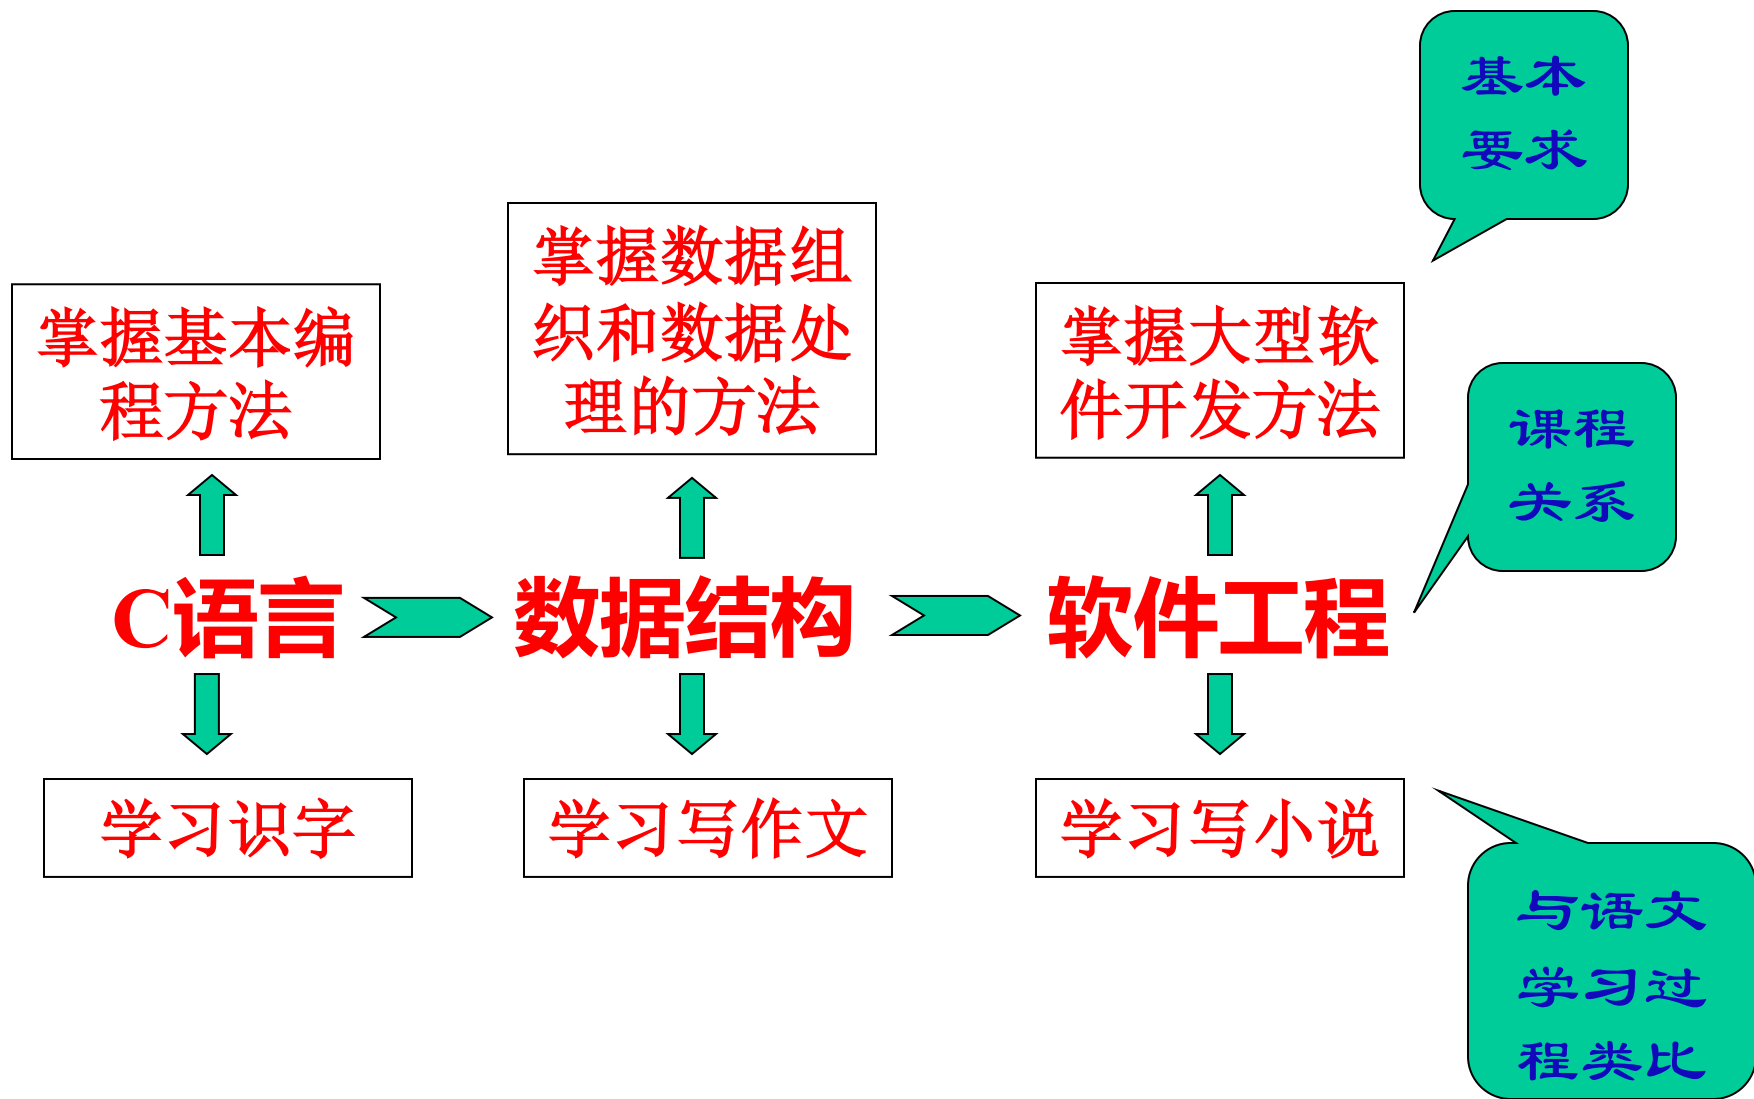 基本
要求
掌握基本编
程方法
掌握数据组
织和数据处
理的方法
掌握大型软
件开发方法
课程
关系
C语言
数据结构
软件工程
学习识字
学习写作文
学习写小说
与语文
学习过
程类比